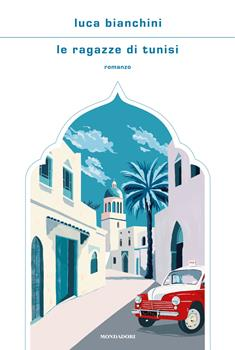 luca bianchini
le ragazze di tunisi
romanzo
MONDADORI